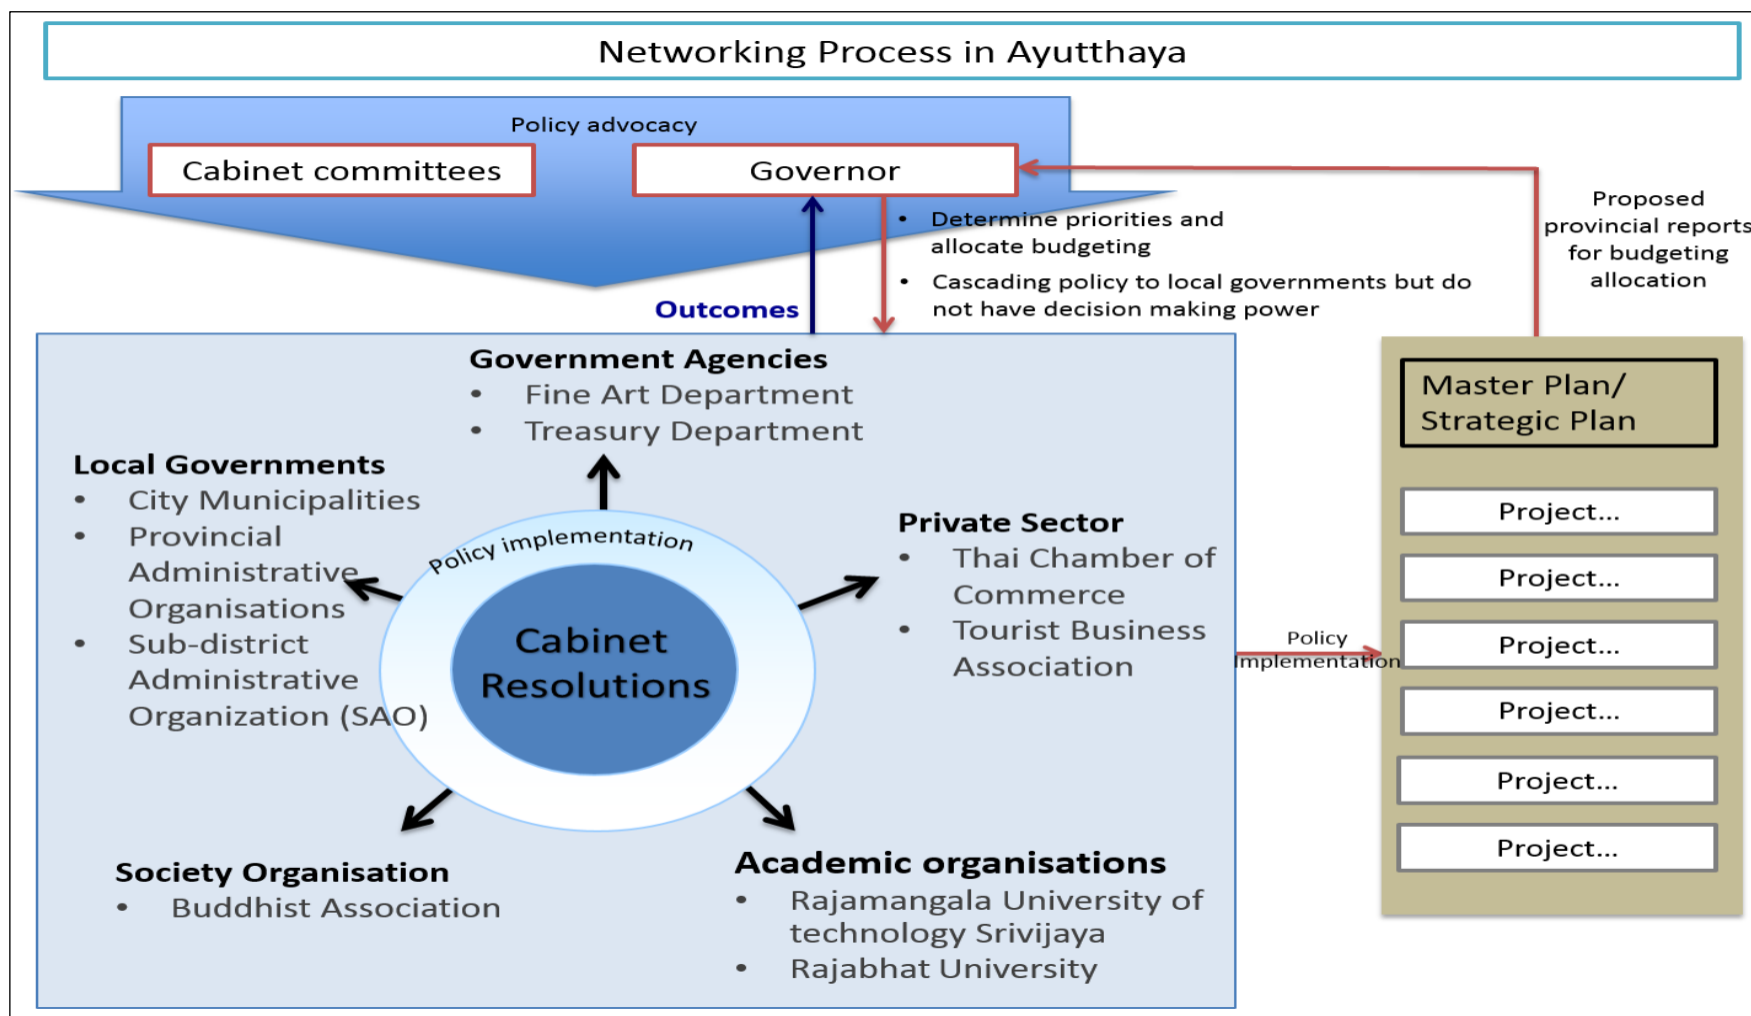 Networking Process in Ayutthaya
Policy advocacy
Cabinet committees
Governor
• Determine priorities and
allocate budgeting
• Cascading policy to local governments but do
not have decision making power
Proposed
provincial reports
for budgeting
allocation
Outcomes
Government Agencies
• Fine Art Department
• Treasury Department
Local Governments
• City Municipalities
• Provincial
Administrative
Organisations
• Sub-district
Administrative
Organization (SAO)
Policy implementation
Cabinet
Resolutions
Private Sector
• Thai Chamber of
Commerce
• Tourist Business
Association
Society Organisation
• Buddhist Association
Academic organisations
• Rajamangala University of
technology Srivijaya
• Rajabhat University
Policy
Implementation
Master Plan/
Strategic Plan
Project...
Project...
Project...
Project...
Project...
Project...